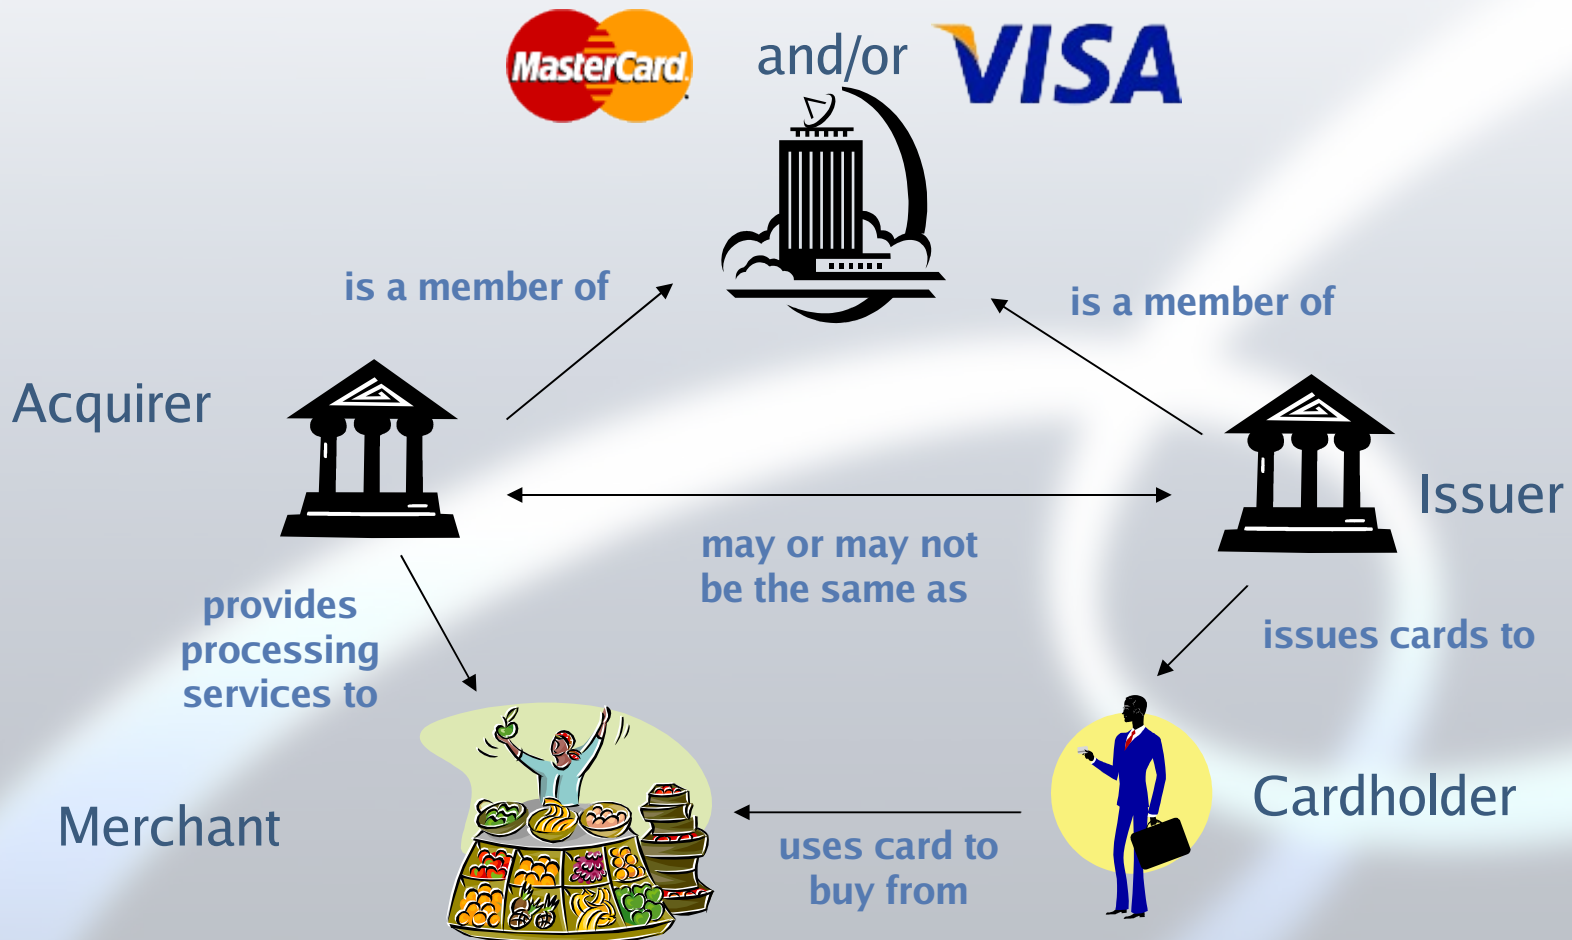 MasterCard
and/or
VISA
is a member of
is a member of
Acquirer
Issuer
may or may not
be the same as
provides
processing
services to
issues cards to
Merchant
Cardholder
uses card to
buy from